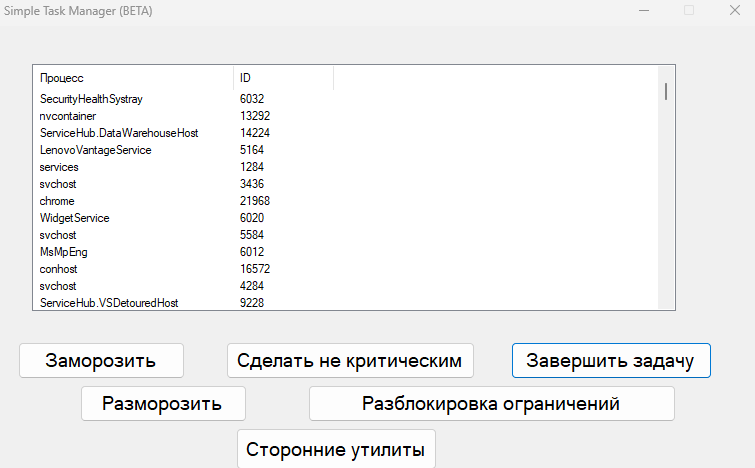 Simple Task Manager (BETA)
Процесс ID
SecurityHealthSystray 6032
nvcontainer 13292
ServiceHub.DataWarehouseHost 14224
LenovoVantageService 5164
services 1284
svchost 3436
chrome 21968
WidgetService 6020
svchost 5584
MsMpEng 6012
conhost 16572
svchost 4284
ServiceHub.VSDetouredHost 9228
Заморозить Сделать не критическим Завершить задачу
Разморозить Разблокировка ограничений
Сторонние утилиты